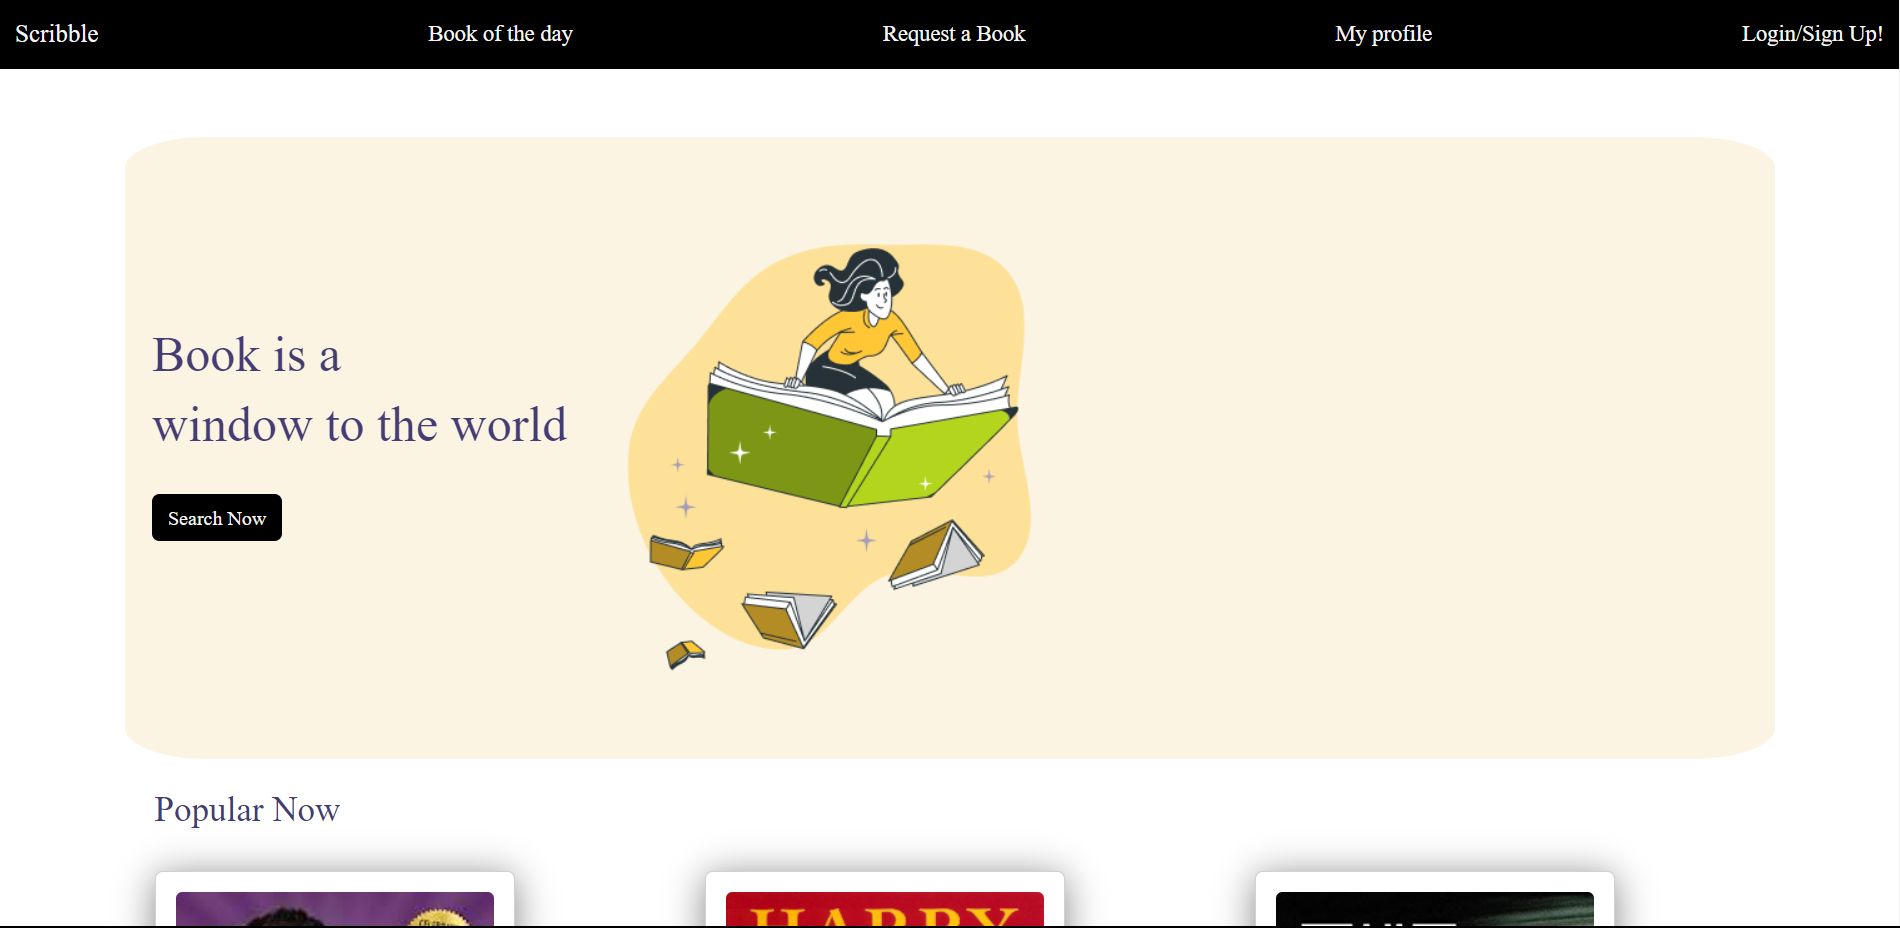 Scribble
Book of the day
Request a Book
My profile
Login/Sign Up!
Book is a
window to the world
Search Now
Popular Now
HARRY